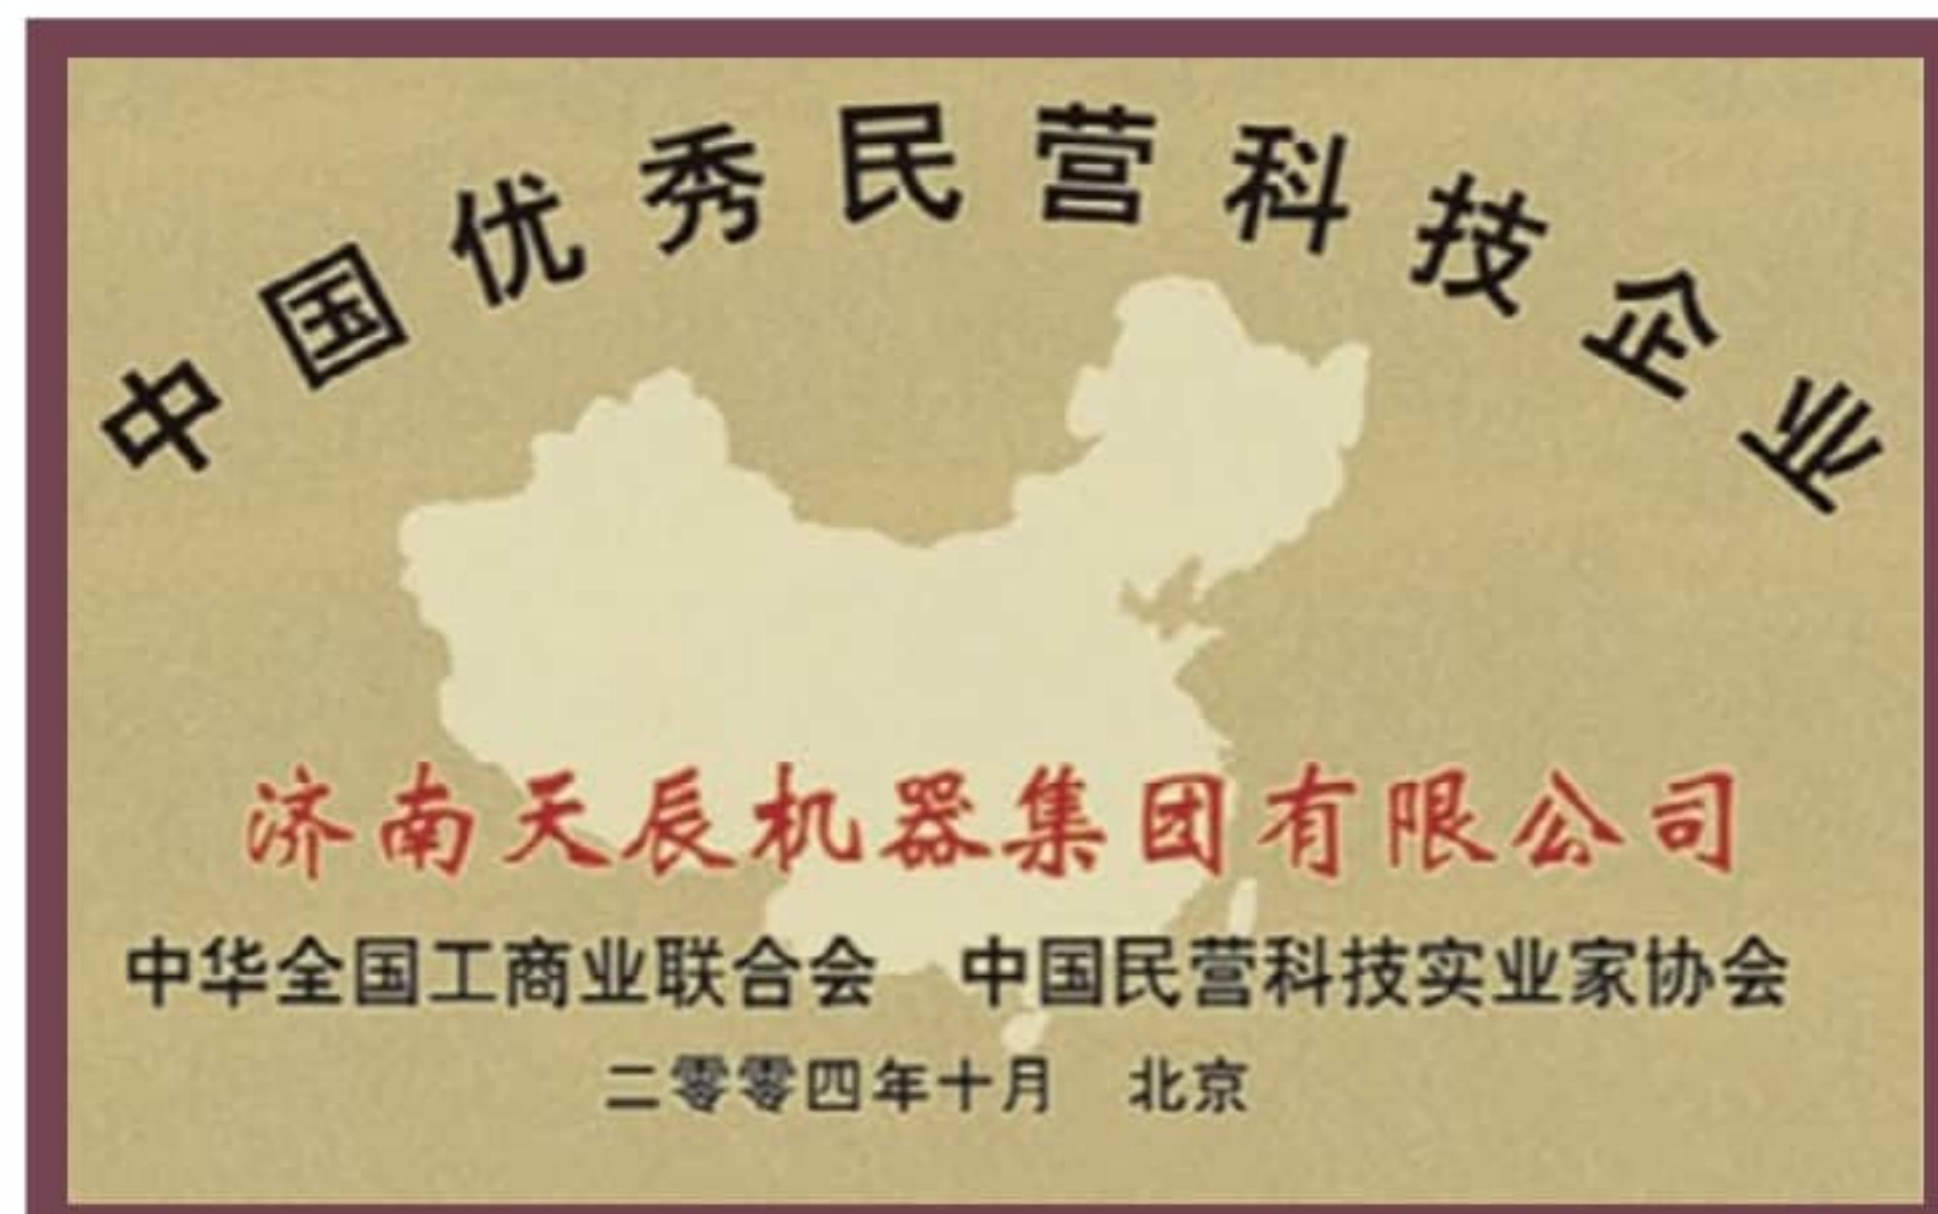 中国优秀民营科技企业
济南天辰机器集团有限公司
中华全国工商业联合会 中国民营科技实业家协会
二零零四年十月 北京